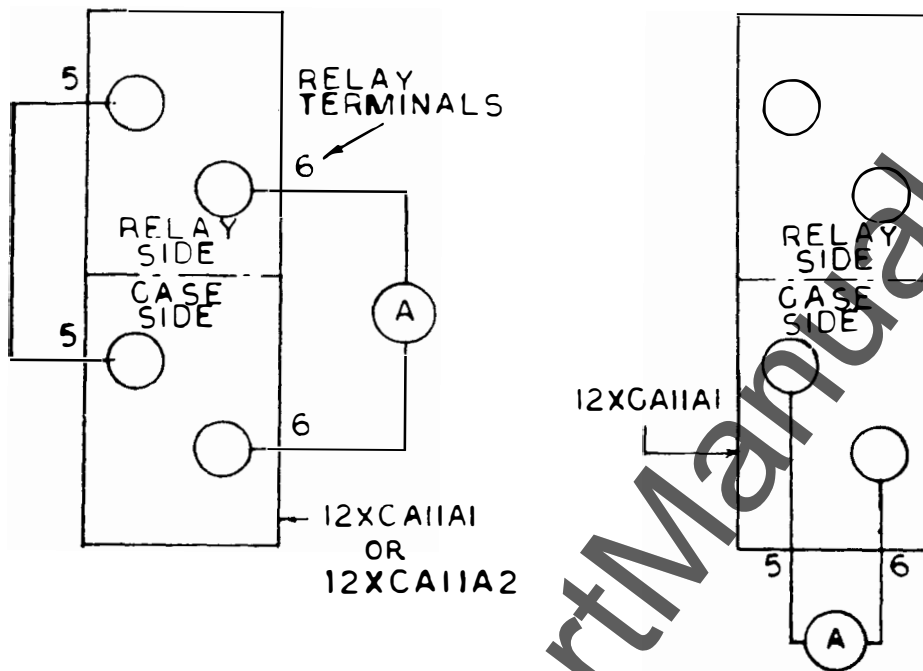 5
RELAY
TERMINALS
6
RELAY
SIDE
CASE
SIDE
A
5
6
12XCA11A1
OR
12XCA11A2
RELAY
SIDE
CASE
SIDE
12XCA11A1
5
6
A
rtManual